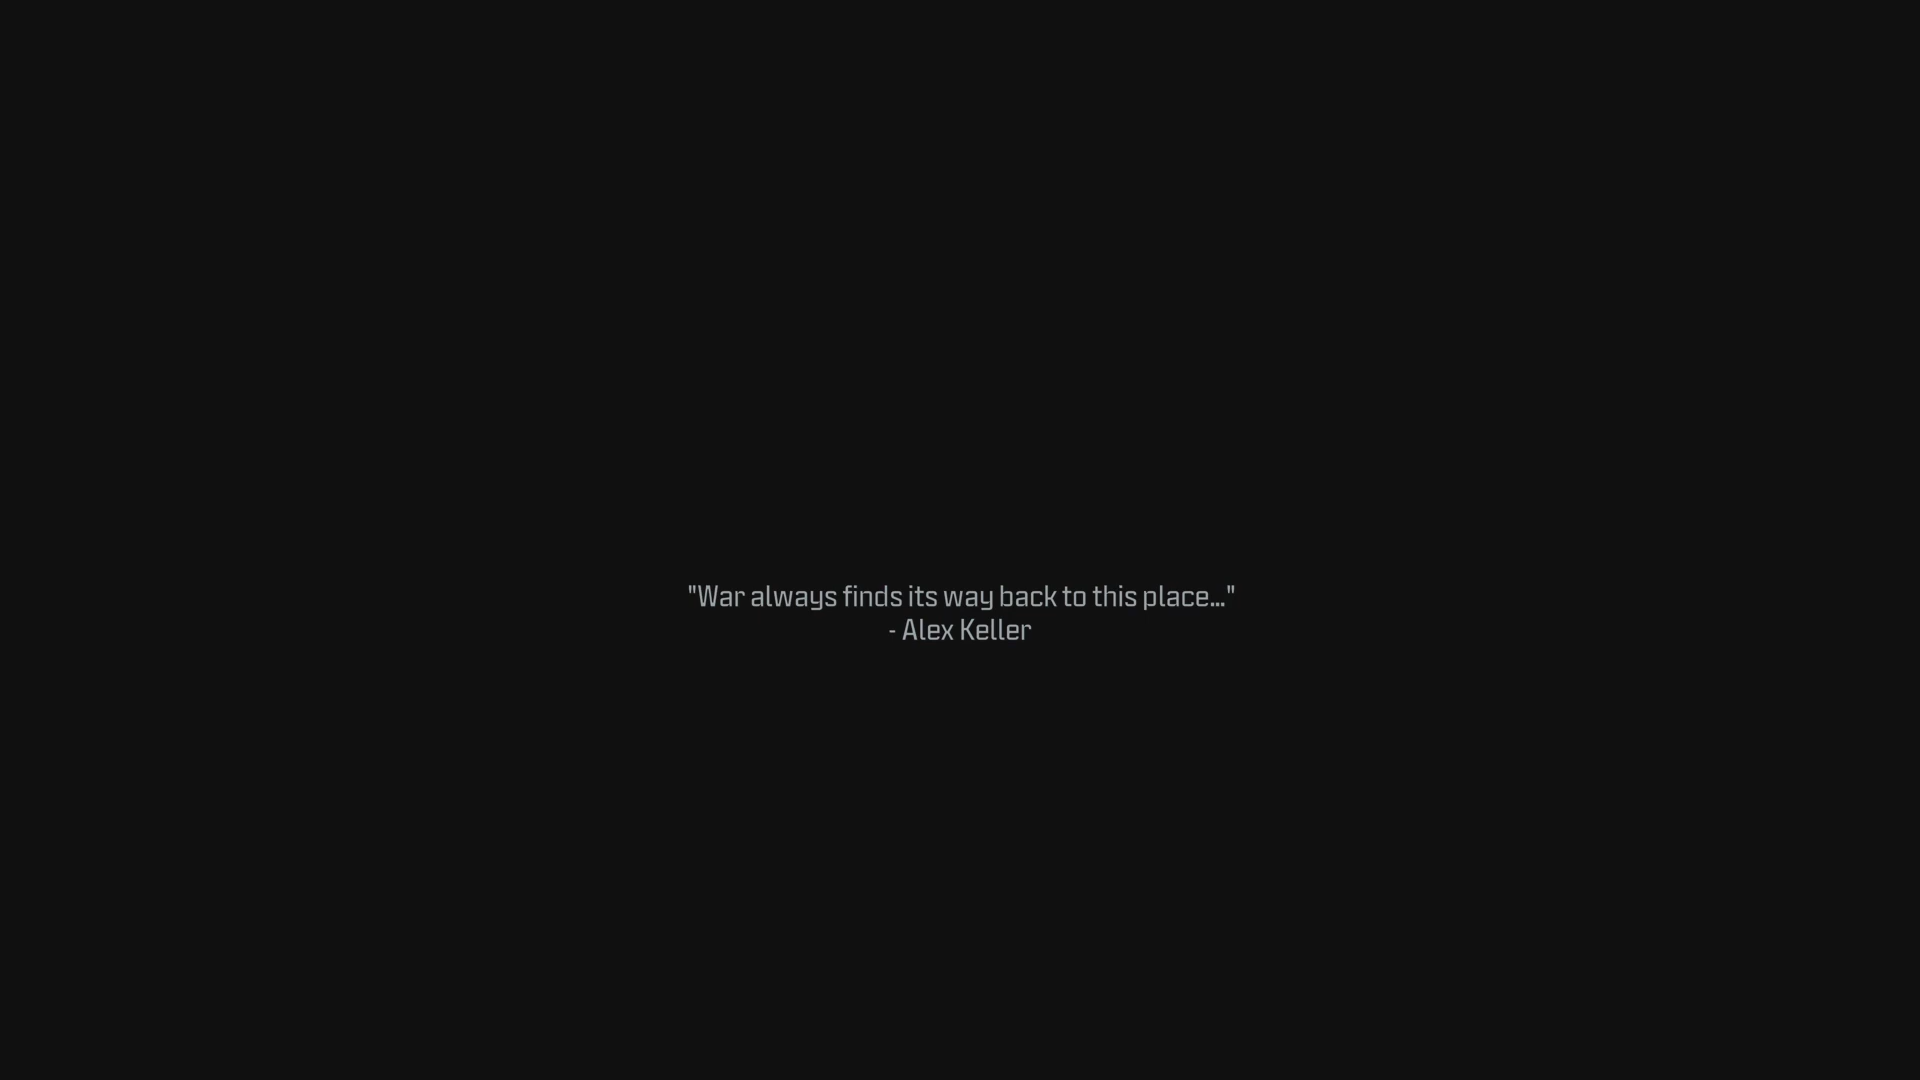 "War always finds its way back to this place..."
- Alex Keller